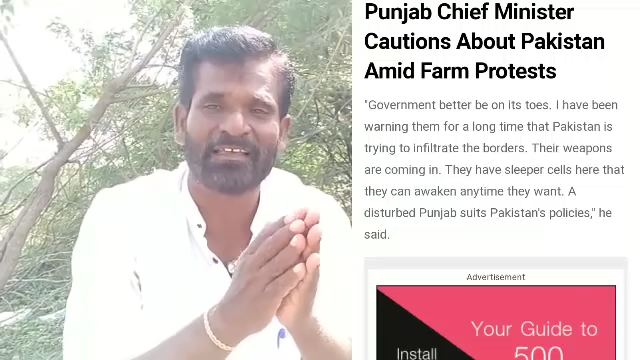 Punjab Chief Minister
Cautions About Pakistan
Amid Farm Protests
"Government better be on its toes. I have been
warning them for a long time that Pakistan is
trying to infiltrate the borders. Their weapons
are coming in. They have sleeper cells here that
they can awaken anytime they want. A
disturbed Punjab suits Pakistan's policies," he
said.
Advertisement
Your Guide to
500
Install